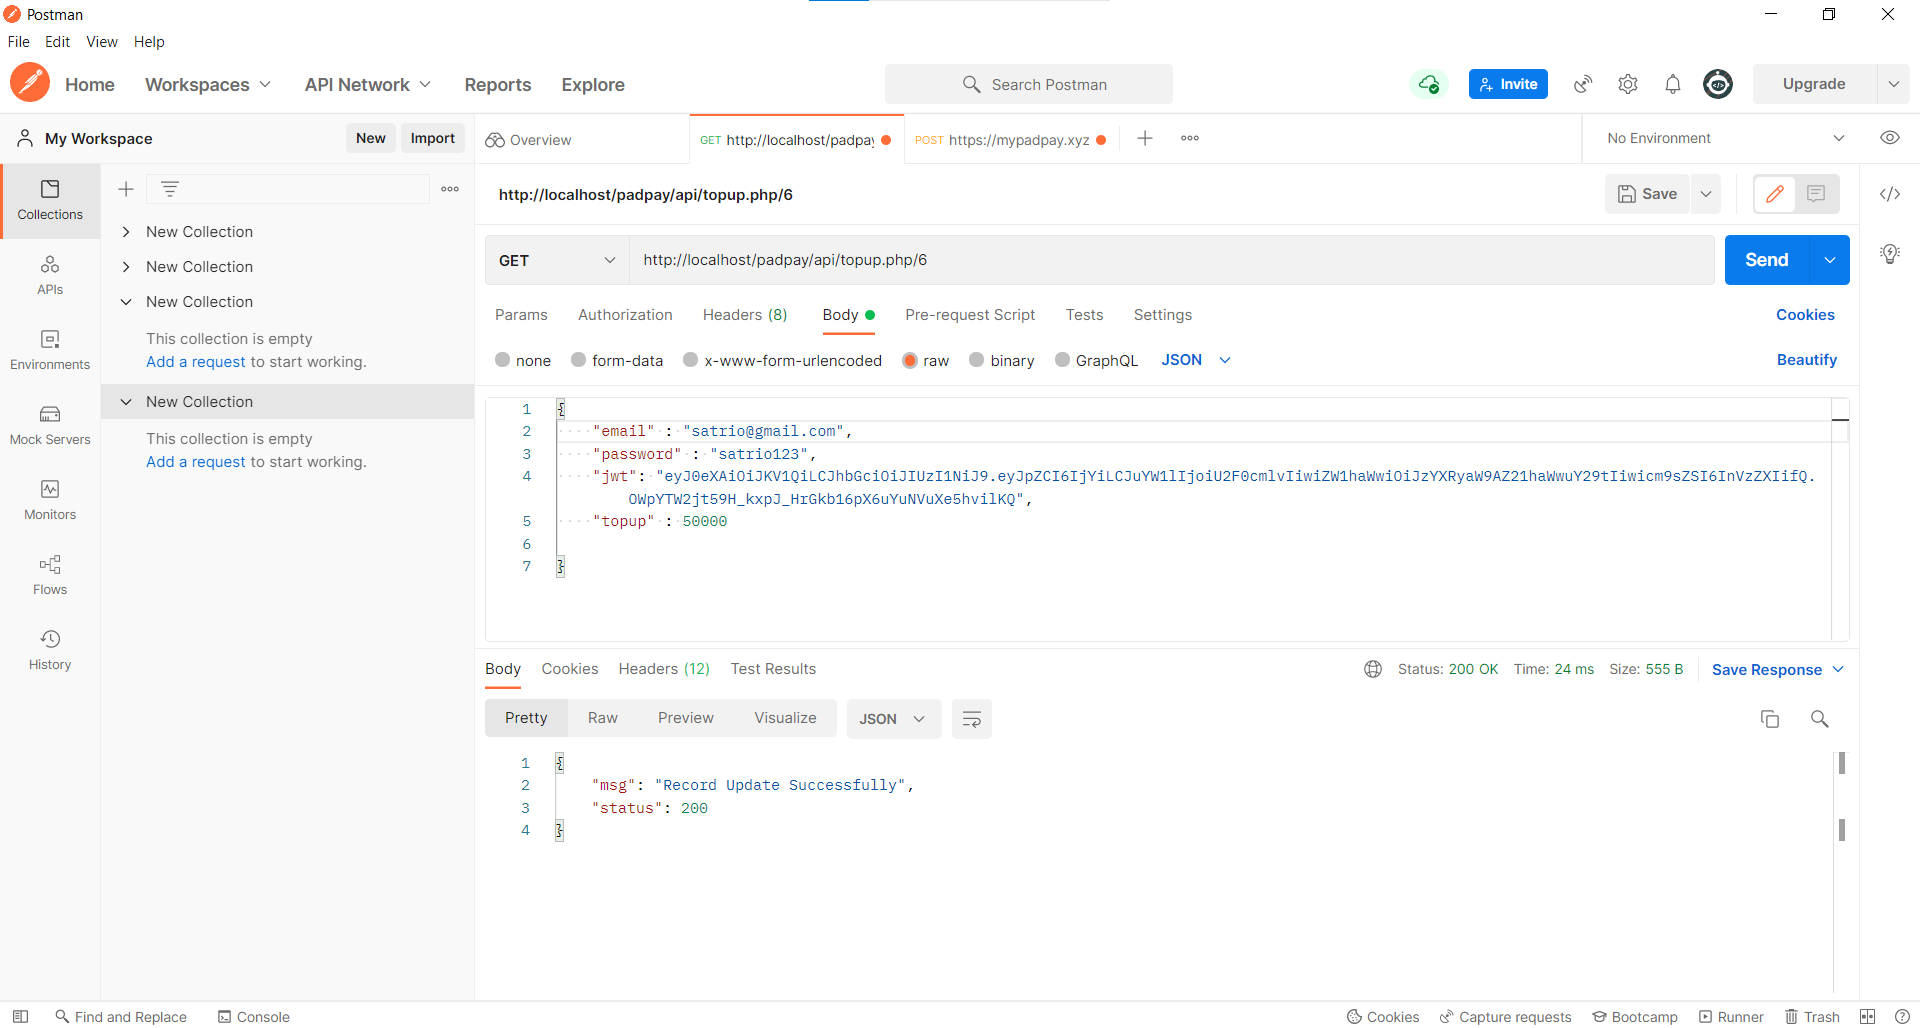 Postman
File Edit View Help
Home Workspaces API Network Reports Explore Search Postman Invite Upgrade
My Workspace New Import
Overview GET http://localhost/padpay POST https://mypadpay.xyz No Environment
Collections
APIs
Environments
Mock Servers
Monitors
Flows
History
New Collection
New Collection
New Collection
This collection is empty
Add a request to start working.
New Collection
This collection is empty
Add a request to start working.
http://localhost/padpay/api/topup.php/6 Save
GET http://localhost/padpay/api/topup.php/6 Send
Params Authorization Headers (8) Body Pre-request Script Tests Settings Cookies
none form-data x-www-form-urlencoded raw binary GraphQL JSON Beautify
1 {
2 "email" : "satrio@gmail.com",
3 "password" : "satrio123",
4 "jwt": "eyJ0eXAiOiJKV1QiLCJhbGciOiJIUzI1NiJ9.eyJpZCI6IjYiLCJuYW1lIjoiU2F0cmlvIiwiZW1haWwiOiJzYXRyaW9AZ21haWwuY29tIiwicm9sZSI6InVzZXIifQ.
OWpYTW2jt59H_kxpJ_HrGkb16pX6uYuNVuXe5hvilKQ",
5 "topup" : 50000
6
7 }
Body Cookies Headers (12) Test Results Status: 200 OK Time: 24 ms Size: 555 B Save Response
Pretty Raw Preview Visualize JSON
1 {
2 "msg": "Record Update Successfully",
3 "status": 200
4 }
Find and Replace Console Cookies Capture requests Bootcamp Runner Trash